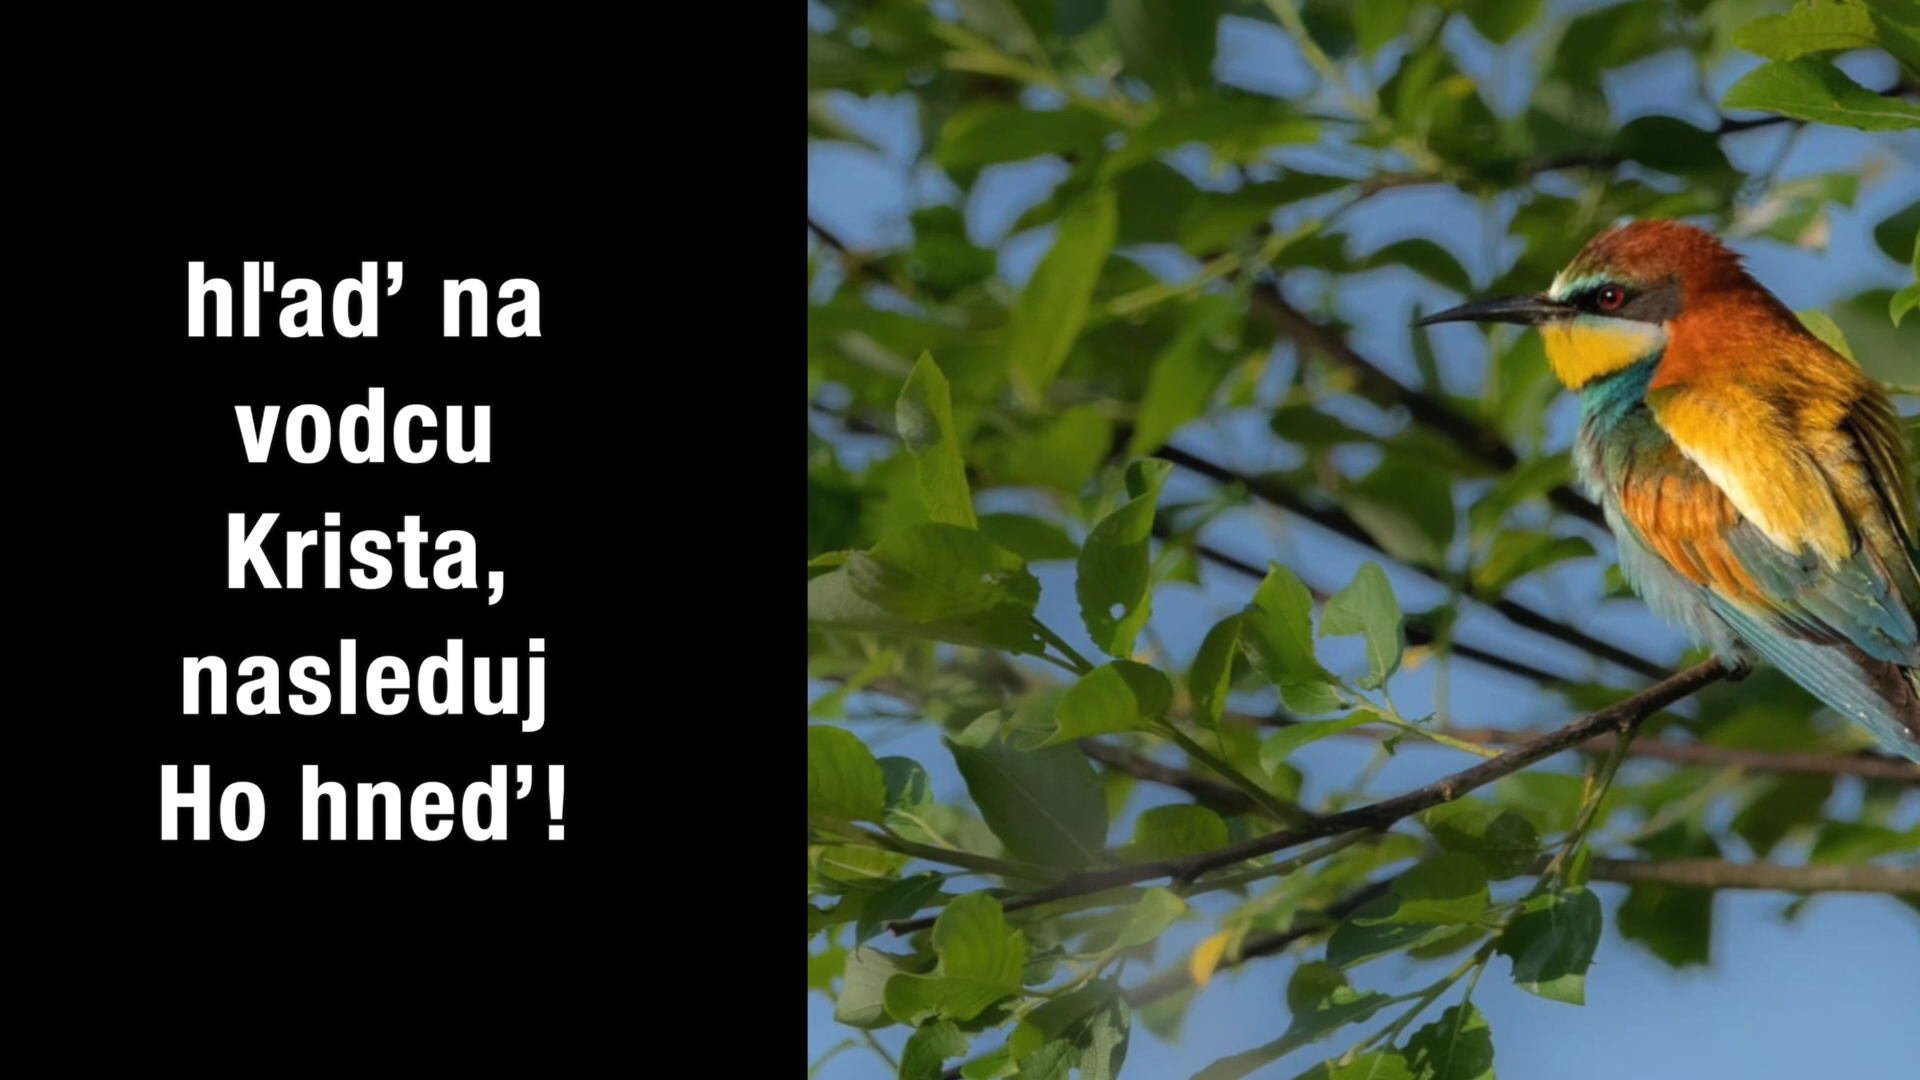 hľaď na
vodcu
Krista,
nasleduj
Ho hneď!